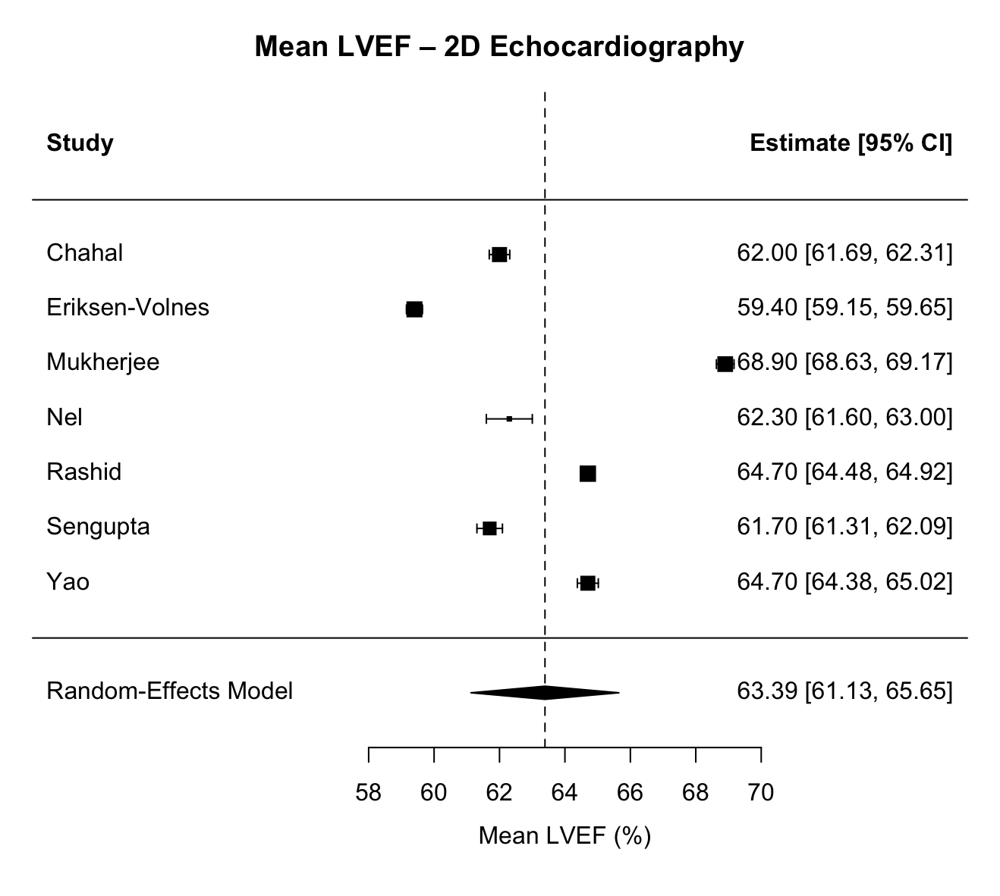 Mean LVEF – 2D Echocardiography
Study Estimate [95% CI]
Chahal 62.00 [61.69, 62.31]
Eriksen-Volnes 59.40 [59.15, 59.65]
Mukherjee 68.90 [68.63, 69.17]
Nel 62.30 [61.60, 63.00]
Rashid 64.70 [64.48, 64.92]
Sengupta 61.70 [61.31, 62.09]
Yao 64.70 [64.38, 65.02]
Random-Effects Model 63.39 [61.13, 65.65]
58 60 62 64 66 68 70
Mean LVEF (%)